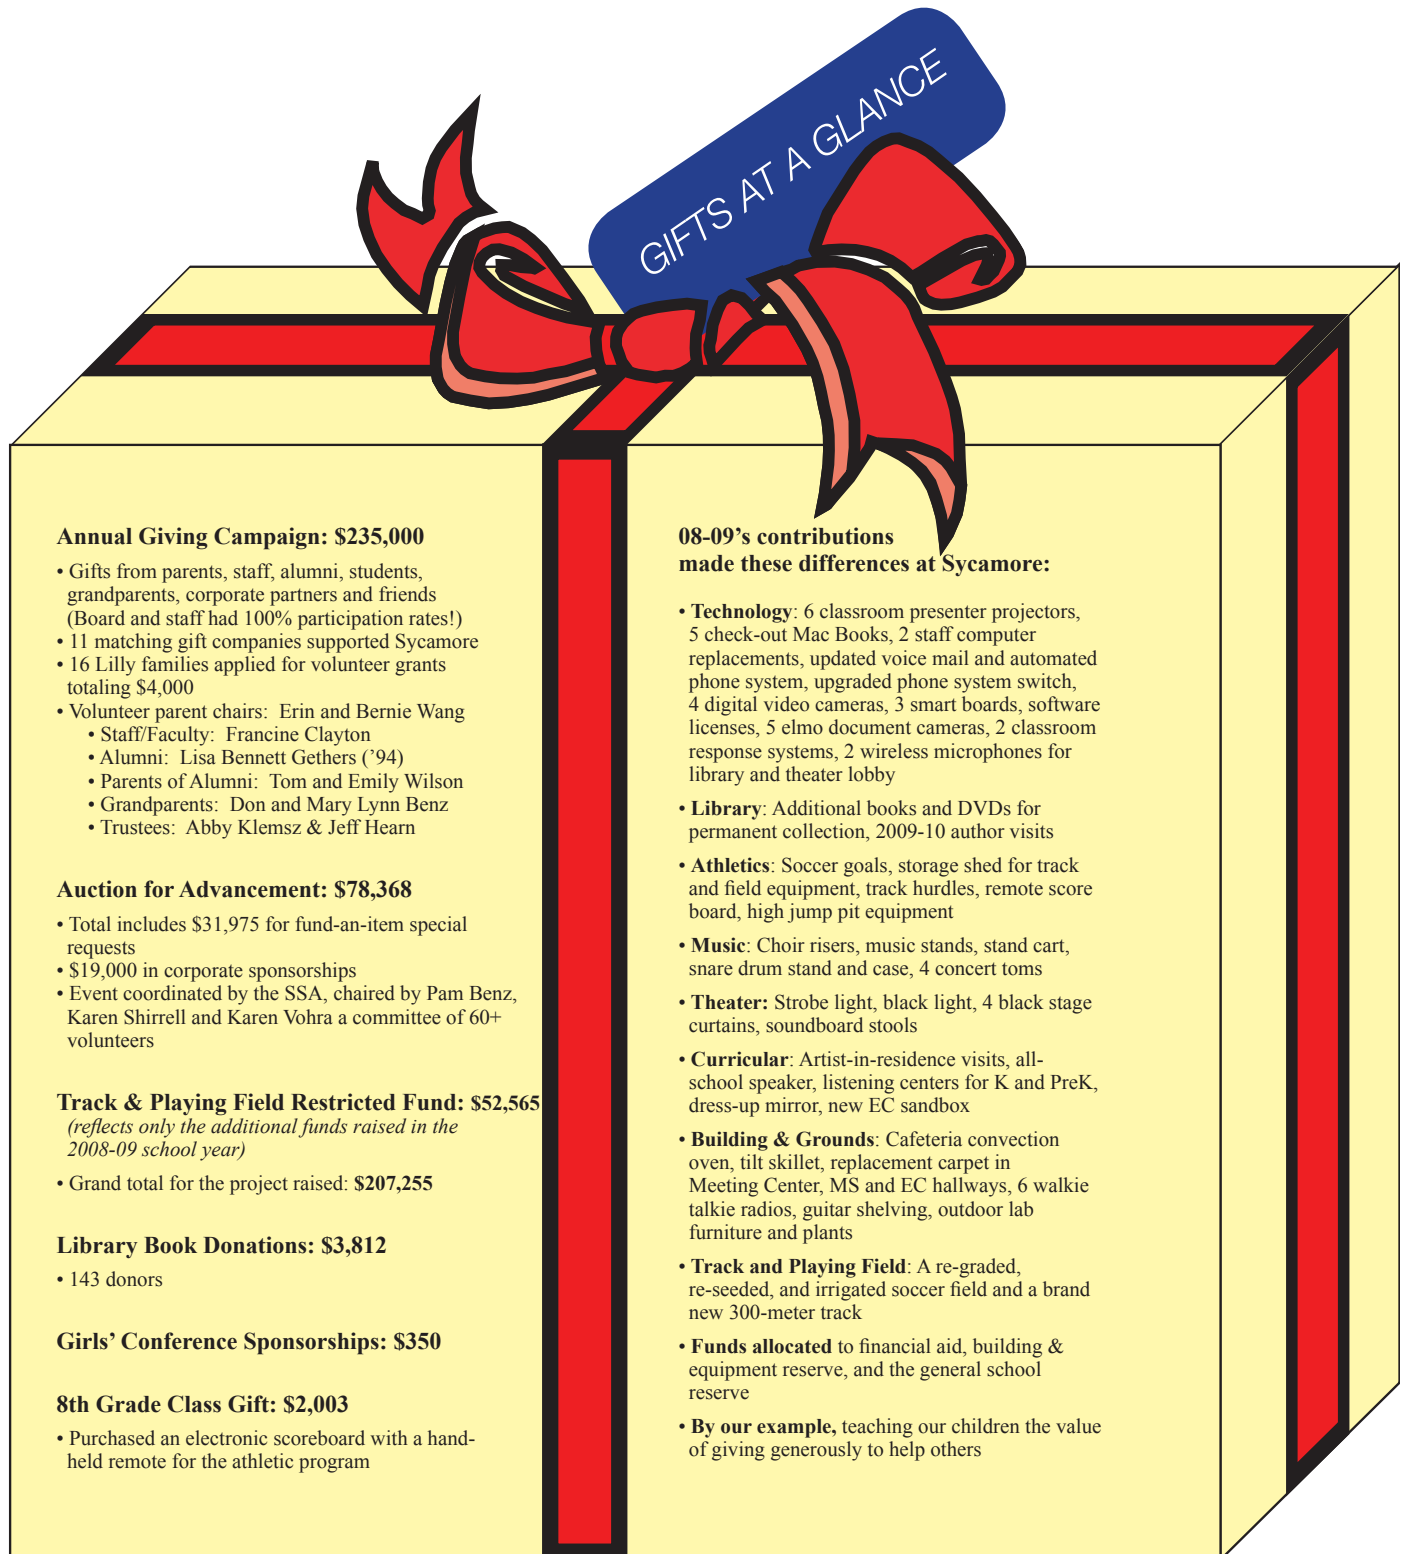 GIFTS AT A GLANCE
Annual Giving Campaign: $235,000
• Gifts from parents, staff, alumni, students,
grandparents, corporate partners and friends
(Board and staff had 100% participation rates!)
• 11 matching gift companies supported Sycamore
• 16 Lilly families applied for volunteer grants
totaling $4,000
• Volunteer parent chairs:  Erin and Bernie Wang
• Staff/Faculty:  Francine Clayton
• Alumni:  Lisa Bennett Gethers (’94)
• Parents of Alumni:  Tom and Emily Wilson
• Grandparents:  Don and Mary Lynn Benz
• Trustees:  Abby Klemsz & Jeff Hearn
Auction for Advancement: $78,368
• Total includes $31,975 for fund-an-item special
requests
• $19,000 in corporate sponsorships
• Event coordinated by the SSA, chaired by Pam Benz,
Karen Shirrell and Karen Vohra a committee of 60+
volunteers
Track & Playing Field Restricted Fund: $52,565
(reflects only the additional funds raised in the
2008-09 school year)
• Grand total for the project raised: $207,255
Library Book Donations: $3,812
• 143 donors
Girls’ Conference Sponsorships: $350
8th Grade Class Gift: $2,003
• Purchased an electronic scoreboard with a hand-
held remote for the athletic program
08-09’s contributions
made these differences at Sycamore:
• Technology: 6 classroom presenter projectors,
5 check-out Mac Books, 2 staff computer
replacements, updated voice mail and automated
phone system, upgraded phone system switch,
4 digital video cameras, 3 smart boards, software
licenses, 5 elmo document cameras, 2 classroom
response systems, 2 wireless microphones for
library and theater lobby
• Library: Additional books and DVDs for
permanent collection, 2009-10 author visits
• Athletics: Soccer goals, storage shed for track
and field equipment, track hurdles, remote score
board, high jump pit equipment
• Music: Choir risers, music stands, stand cart,
snare drum stand and case, 4 concert toms
• Theater: Strobe light, black light, 4 black stage
curtains, soundboard stools
• Curricular: Artist-in-residence visits, all-
school speaker, listening centers for K and PreK,
dress-up mirror, new EC sandbox
• Building & Grounds: Cafeteria convection
oven, tilt skillet, replacement carpet in
Meeting Center, MS and EC hallways, 6 walkie
talkie radios, guitar shelving, outdoor lab
furniture and plants
• Track and Playing Field: A re-graded,
re-seeded, and irrigated soccer field and a brand
new 300-meter track
• Funds allocated to financial aid, building &
equipment reserve, and the general school
reserve
• By our example, teaching our children the value
of giving generously to help others